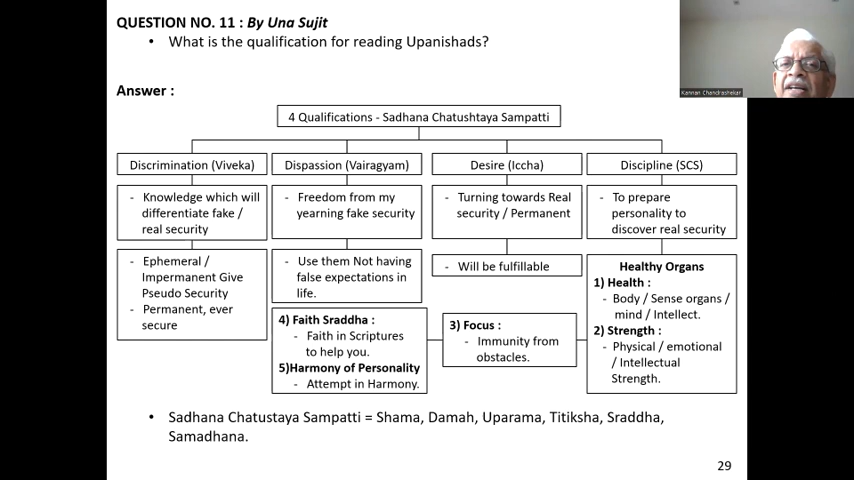 QUESTION NO. 11 : By Una Sujit
• What is the qualification for reading Upanishads?
Answer :
4 Qualifications - Sadhana Chatushtaya Sampatti
Discrimination (Viveka)
Dispassion (Vairagyam)
Desire (Iccha)
Discipline (SCS)
- Knowledge which will
differentiate fake /
real security
- Freedom from my
yearning fake security
- Turning towards Real
security / Permanent
- To prepare
personality to
discover real security
- Ephemeral /
Impermanent Give
Pseudo Security
- Permanent, ever
secure
- Use them Not having
false expectations in
life.
- Will be fulfillable
Healthy Organs
1) Health :
- Body / Sense organs /
mind / Intellect.
2) Strength :
- Physical / emotional
/ Intellectual
Strength.
3) Focus :
- Immunity from
obstacles.
4) Faith Sraddha :
- Faith in Scriptures
to help you.
5)Harmony of Personality
- Attempt in Harmony.
• Sadhana Chatustaya Sampatti = Shama, Damah, Uparama, Titiksha, Sraddha,
Samadhana.
29
Kannan Chandrashekar